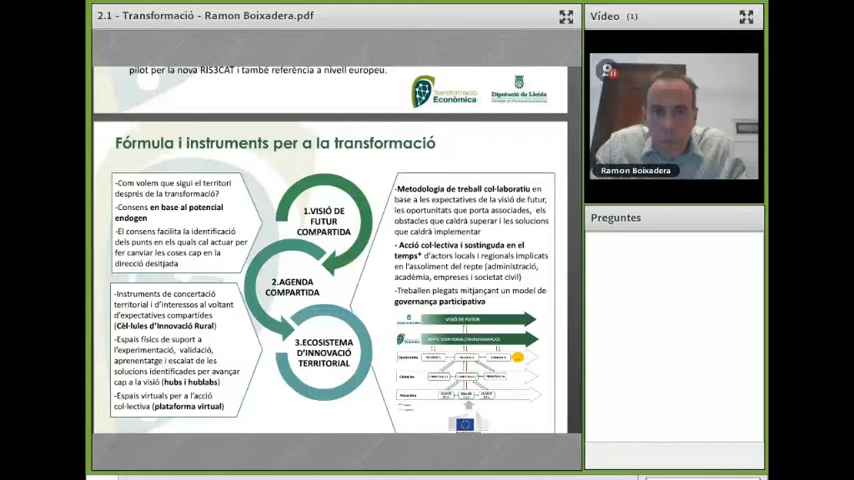 2.1 - Transformació - Ramon Boixadera.pdf
Vídeo (1)
pilot per la nova RIS3CAT i també referència a nivell europeu.
Transformació
Econòmica
Diputació de Lleida
Fórmula i instruments per a la transformació
-Com volem que sigui el territori
després de la transformació?
-Consens en base al potencial
endogen
-El consens facilita la identificació
dels punts en els quals cal actuar per
fer canviar les coses cap en la
direcció desitjada
-Instruments de concertació
territorial i d'interessos al voltant
d'expectatives compartides
(Cèl·lules d'Innovació Rural)
-Espais físics de suport a
l'experimentació, validació,
aprenentatge i escalat de les
solucions identificades per avançar
cap a la visió (hubs i hublabs)
-Espais virtuals per a l'acció
col·lectiva (plataforma virtual)
1.VISIÓ DE
FUTUR
COMPARTIDA
2.AGENDA
COMPARTIDA
3.ECOSISTEMA
D'INNOVACIÓ
TERRITORIAL
-Metodologia de treball col·laboratiu en
base a les expectatives de la visió de futur,
les oportunitats que porta associades, els
obstacles que caldrà superar i les solucions
que caldrà implementar
- Acció col·lectiva i sostinguda en el
temps* d'actors locals i regionals implicats
en l'assoliment del repte (administració,
acadèmia, empreses i societat civil)
-Treballen plegats mitjançant un model de
governança participativa
VISIÓ DE FUTUR
Ramon Boixadera
Preguntes